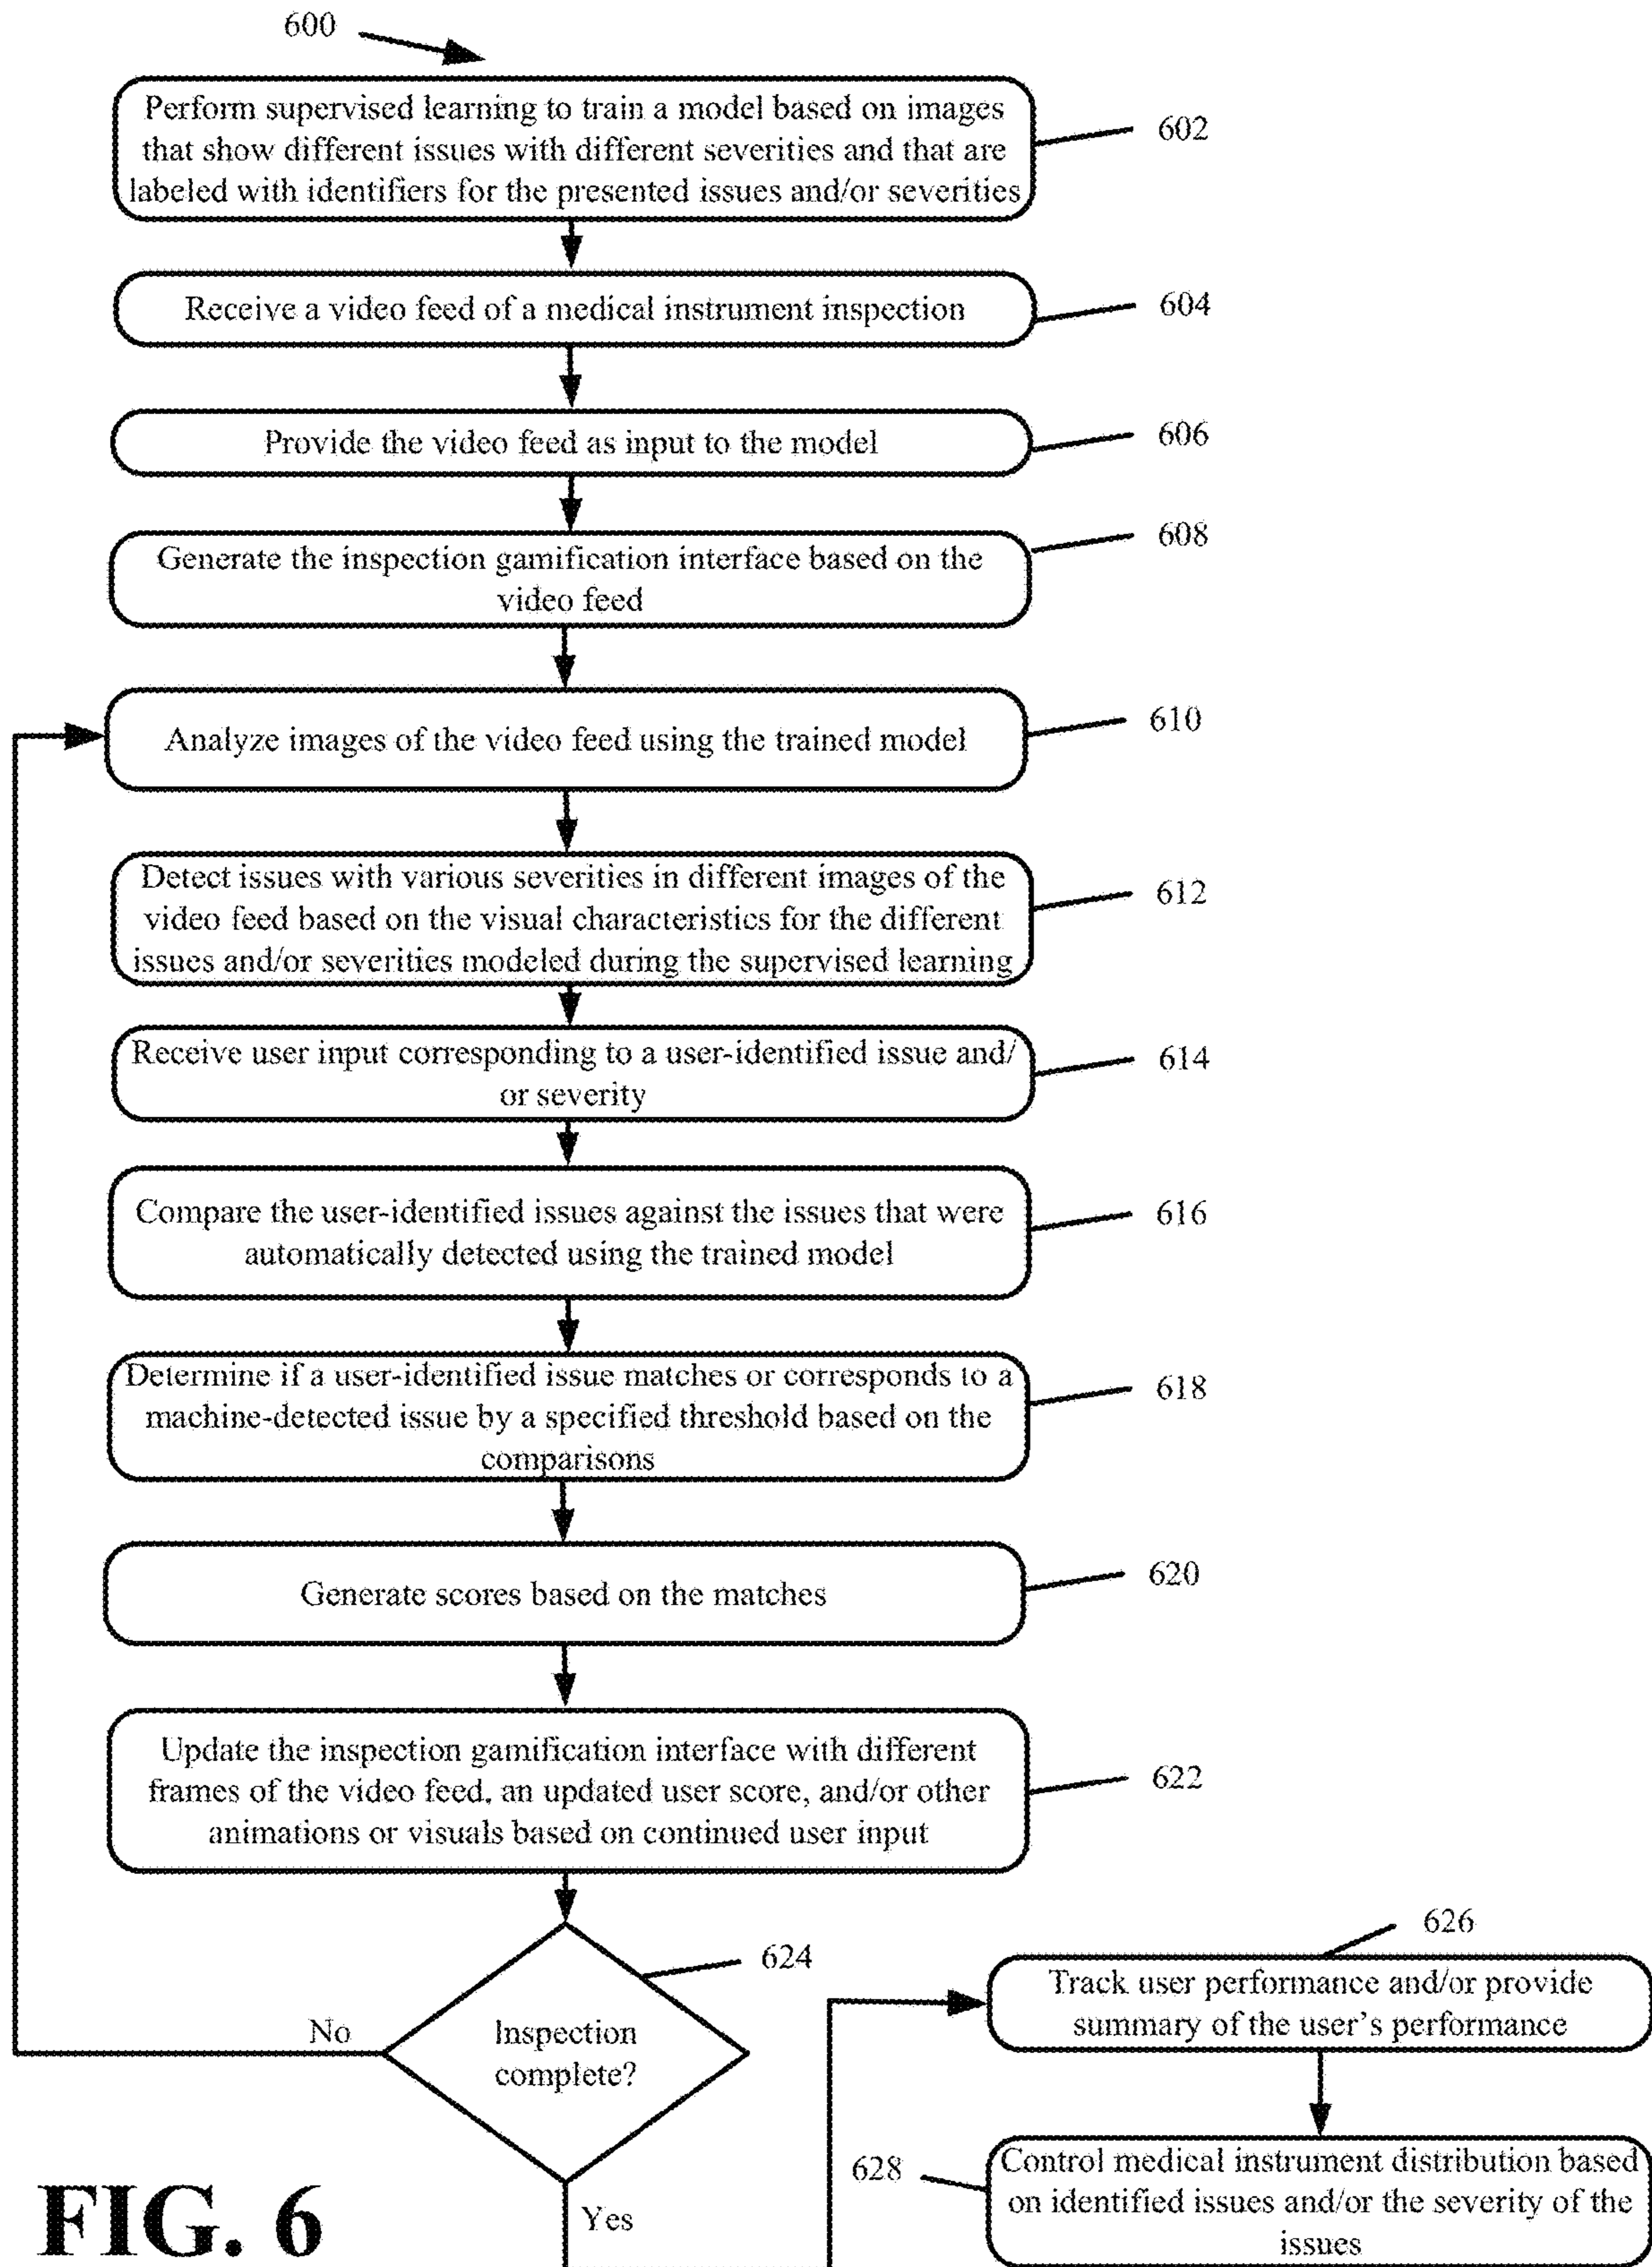 600
Perform supervised learning to train a model based on images
that show different issues with different severities and that are
labeled with identifiers for the presented issues and/or severities
602
Receive a video feed of a medical instrument inspection
604
Provide the video feed as input to the model
606
Generate the inspection gamification interface based on the
video feed
608
Analyze images of the video feed using the trained model
610
Detect issues with various severities in different images of the
video feed based on the visual characteristics for the different
issues and/or severities modeled during the supervised learning
612
Receive user input corresponding to a user-identified issue and/
or severity
614
Compare the user-identified issues against the issues that were
automatically detected using the trained model
616
Determine if a user-identified issue matches or corresponds to a
machine-detected issue by a specified threshold based on the
comparisons
618
Generate scores based on the matches
620
Update the inspection gamification interface with different
frames of the video feed, an updated user score, and/or other
animations or visuals based on continued user input
622
Inspection
complete?
624
No
Yes
626
Track user performance and/or provide
summary of the user's performance
628
Control medical instrument distribution based
on identified issues and/or the severity of the
issues
FIG. 6